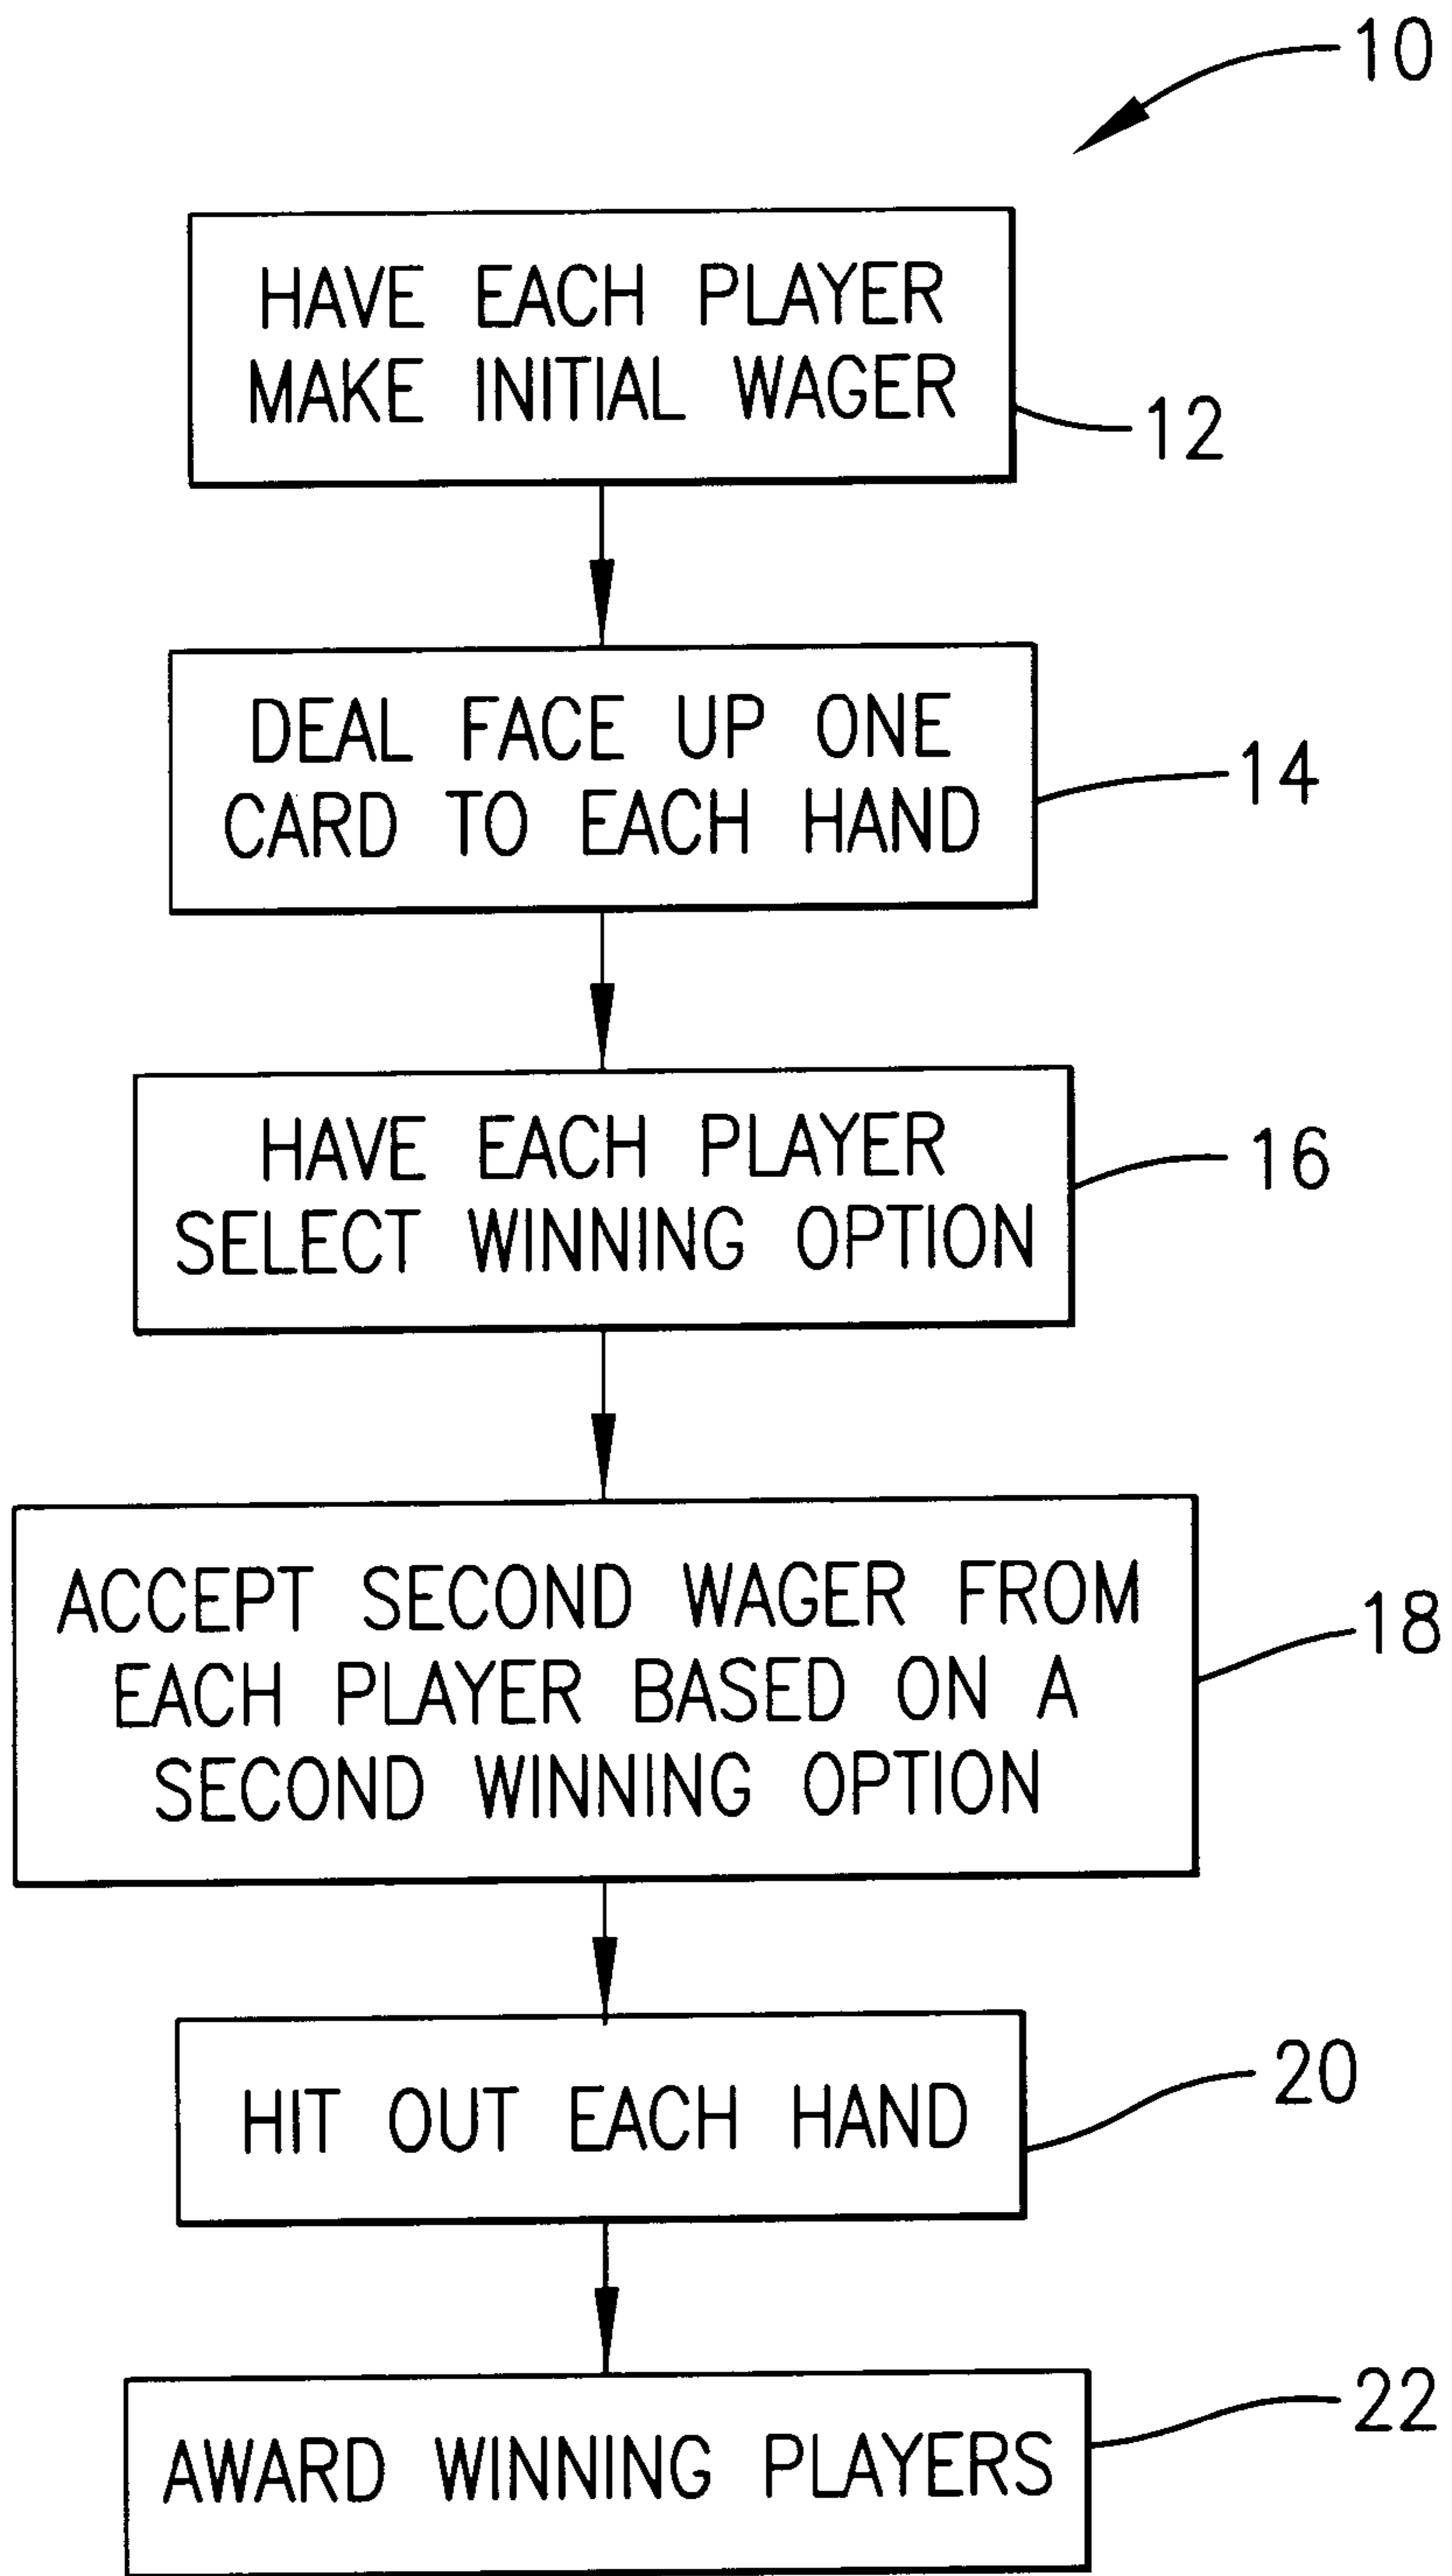 10
HAVE EACH PLAYER
MAKE INITIAL WAGER
12
DEAL FACE UP ONE
CARD TO EACH HAND
14
HAVE EACH PLAYER
SELECT WINNING OPTION
16
ACCEPT SECOND WAGER FROM
EACH PLAYER BASED ON A
SECOND WINNING OPTION
18
HIT OUT EACH HAND
20
AWARD WINNING PLAYERS
22